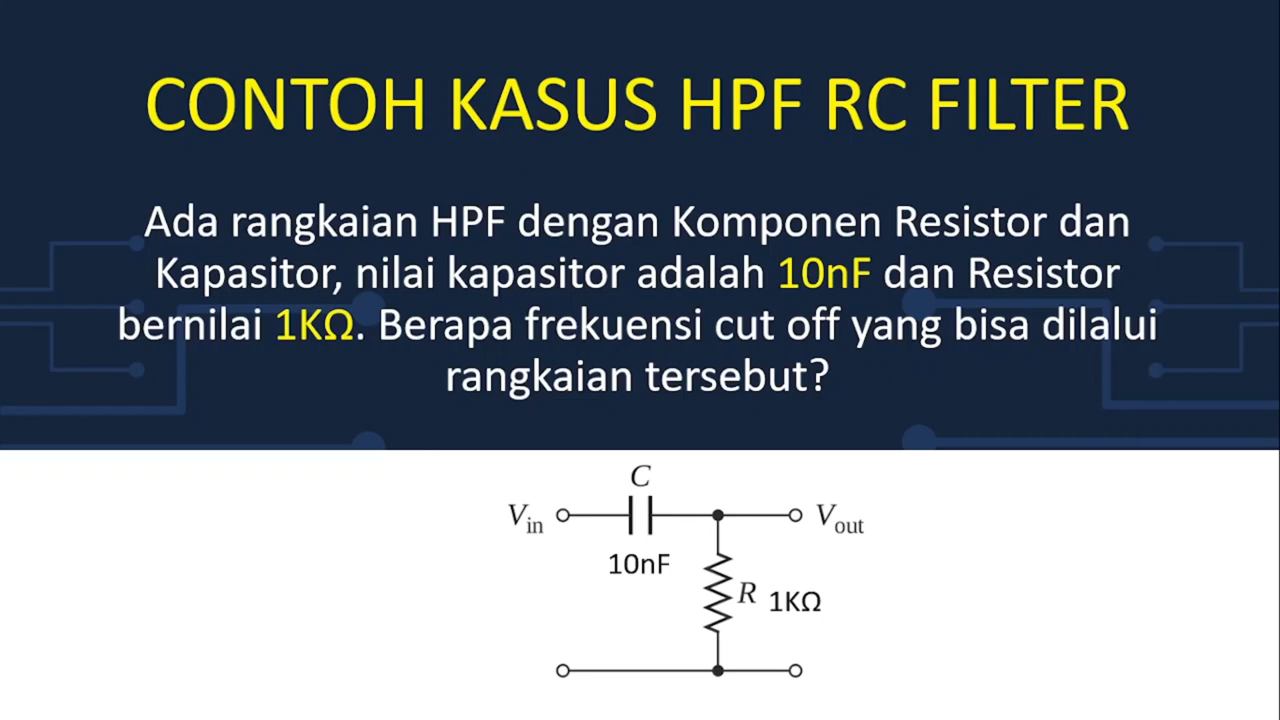 CONTOH KASUS HPF RC FILTER
Ada rangkaian HPF dengan Komponen Resistor dan
Kapasitor, nilai kapasitor adalah 10nF dan Resistor
bernilai 1KΩ. Berapa frekuensi cut off yang bisa dilalui
rangkaian tersebut?
C
Vin
Vout
10nF
R 1KΩ